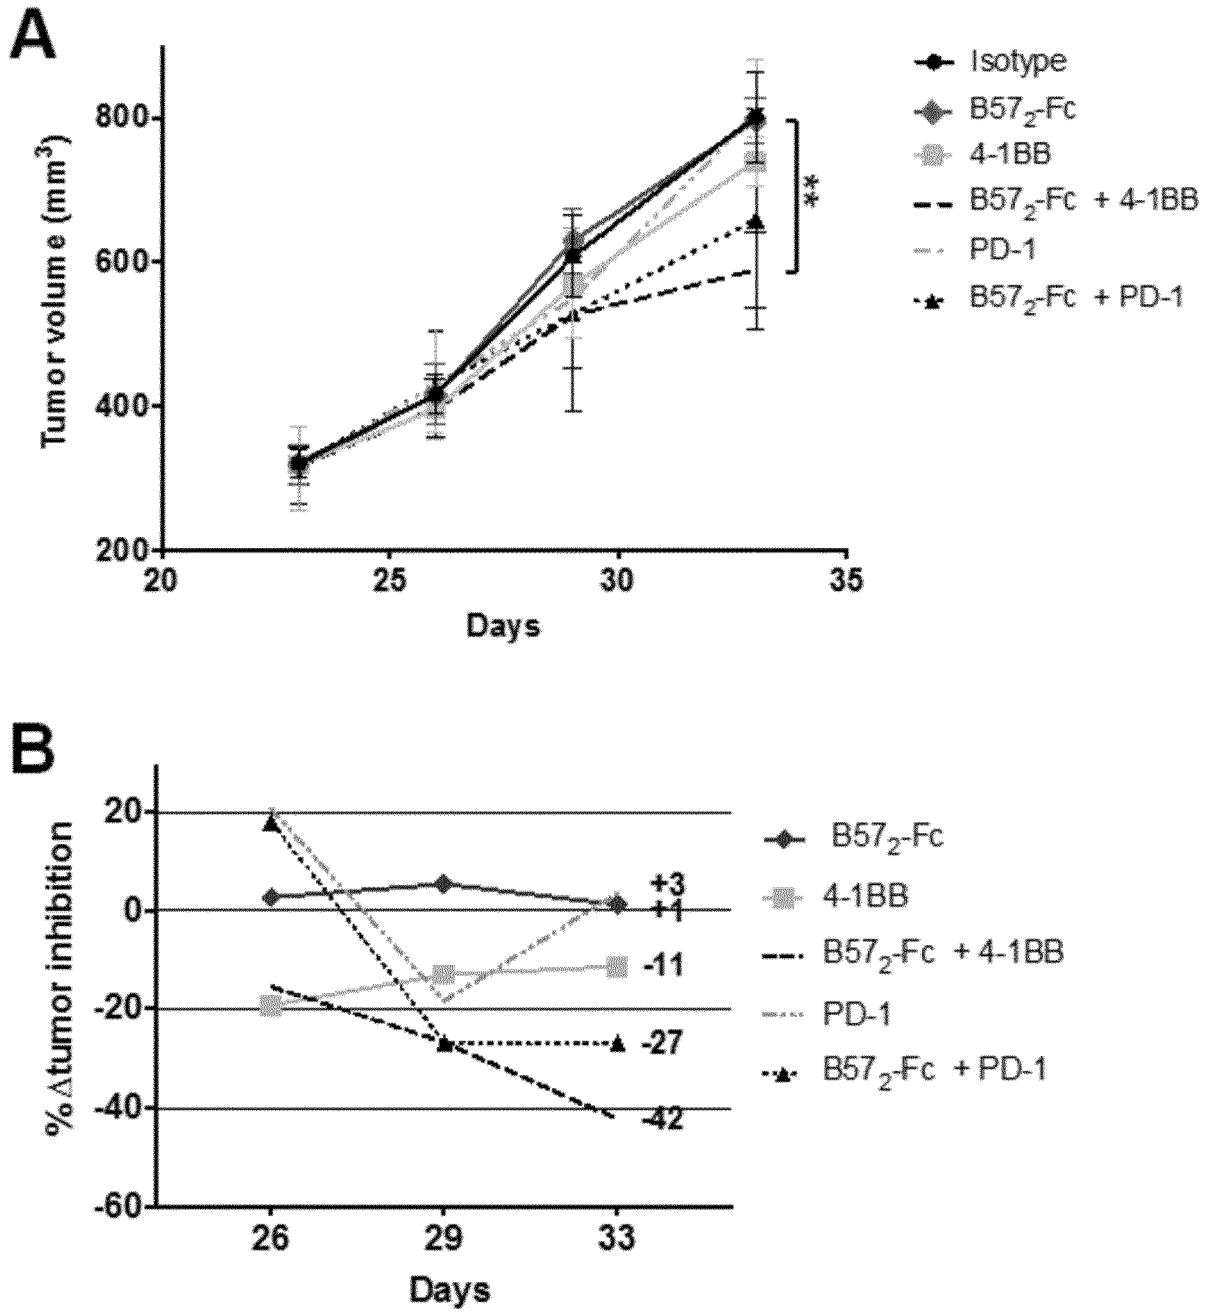 A
Tumor volume (mm³)
800
600
400
200
20
25
30
35
Days
**
Isotype
B57₂-Fc
4-1BB
B57₂-Fc + 4-1BB
PD-1
B57₂-Fc + PD-1
B
% Δtumor inhibition
20
0
-20
-40
-60
26
29
33
Days
+3
+1
-11
-27
-42
B57₂-Fc
4-1BB
B57₂-Fc + 4-1BB
PD-1
B57₂-Fc + PD-1